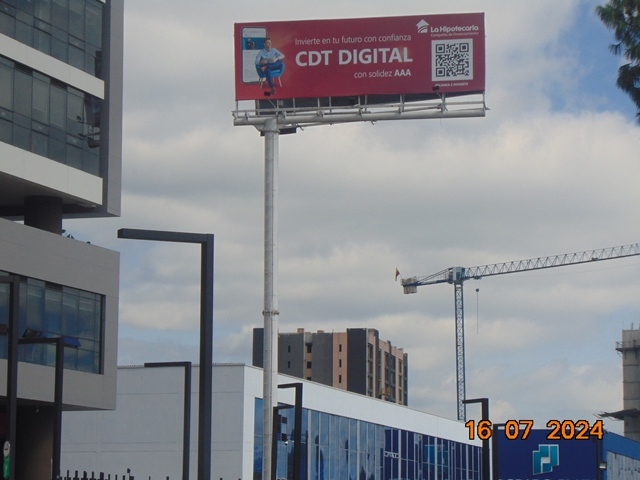 Invierte en tu futuro con confianza
CDT DIGITAL
con solidez AAA
La Hipotecaria
16 07 2024